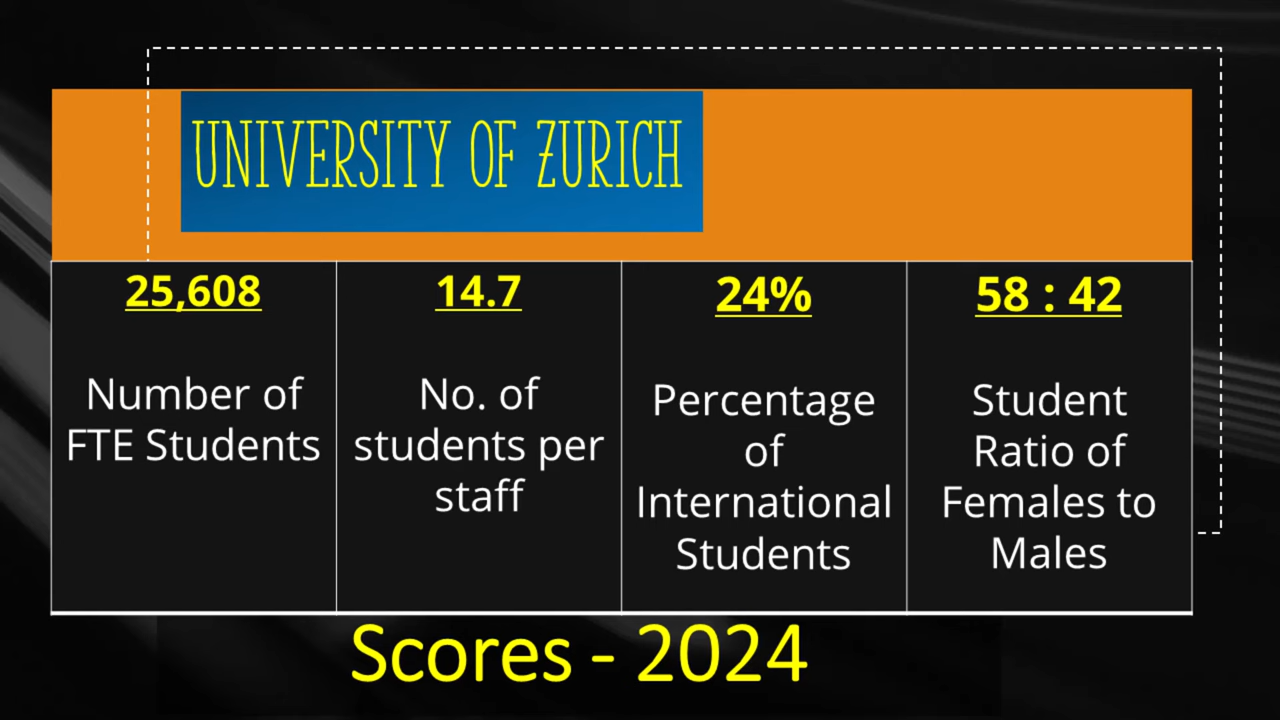 UNIVERSITY OF ZURICH
25,608
Number of
FTE Students
14.7
No. of
students per
staff
24%
Percentage
of
International
Students
58 : 42
Student
Ratio of
Females to
Males
Scores - 2024